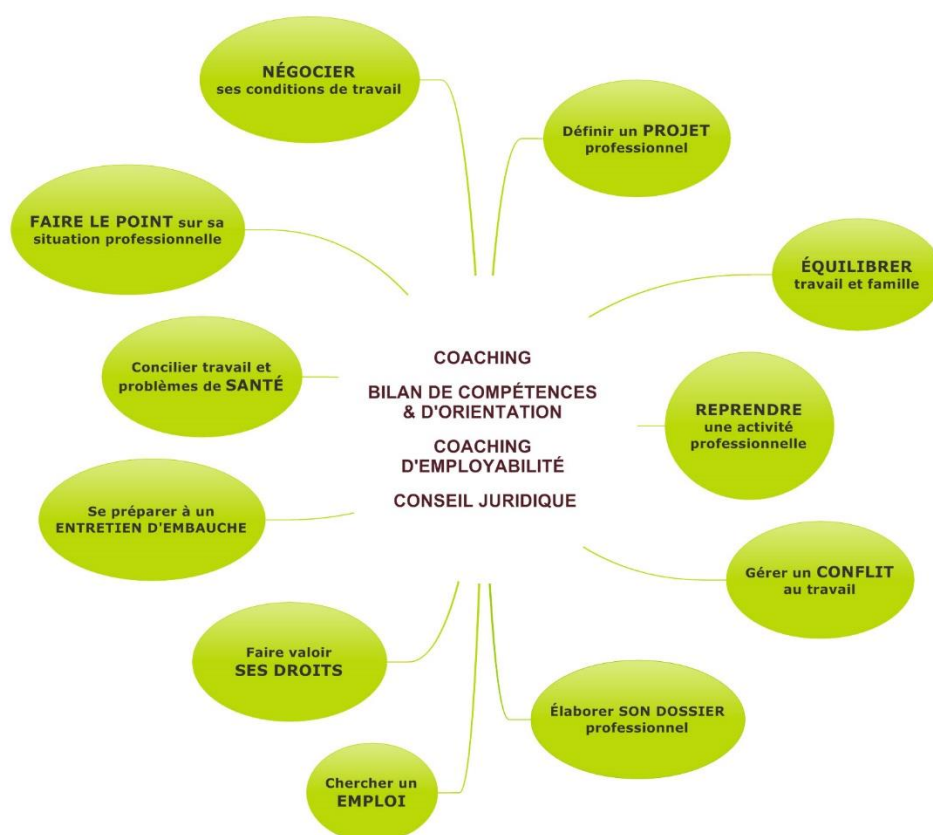 NÉGOCIER
ses conditions de travail
Définir un PROJET
professionnel
FAIRE LE POINT sur sa
situation professionnelle
ÉQUILIBRER
travail et famille
Concilier travail et
problèmes de SANTÉ
COACHING
BILAN DE COMPÉTENCES
& D'ORIENTATION
COACHING
D'EMPLOYABILITÉ
CONSEIL JURIDIQUE
REPRENDRE
une activité
professionnelle
Se préparer à un
ENTRETIEN D'EMBAUCHE
Gérer un CONFLIT
au travail
Faire valoir
SES DROITS
Élaborer SON DOSSIER
professionnel
Chercher un
EMPLOI